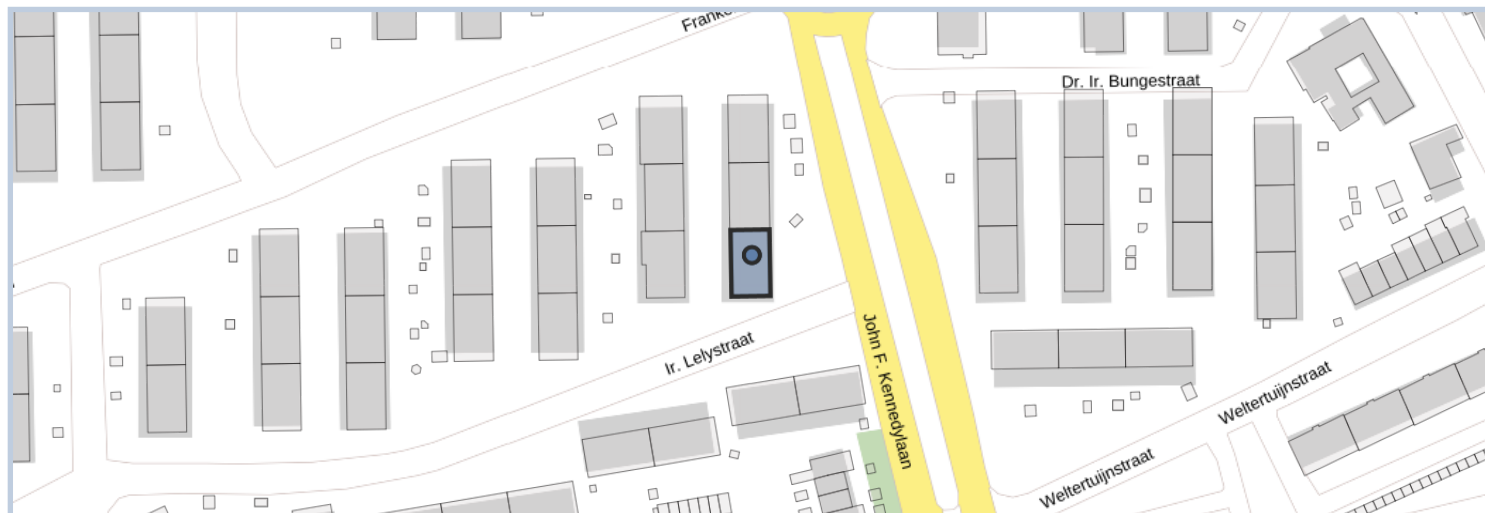 Dr. Ir. Bungestraat
Ir. Lelystraat
John F. Kennedylaan
Weltertuijnstraat
Weltertuijnstraat